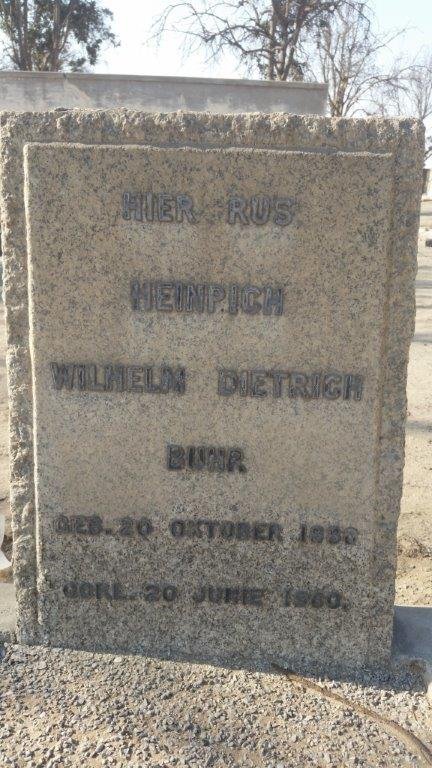 HIER RUS
HEINRICH
WILHELM DIETRICH
BUHR
GEB. 20 OKTOBER
OORL. 20 JUNIE 1960.